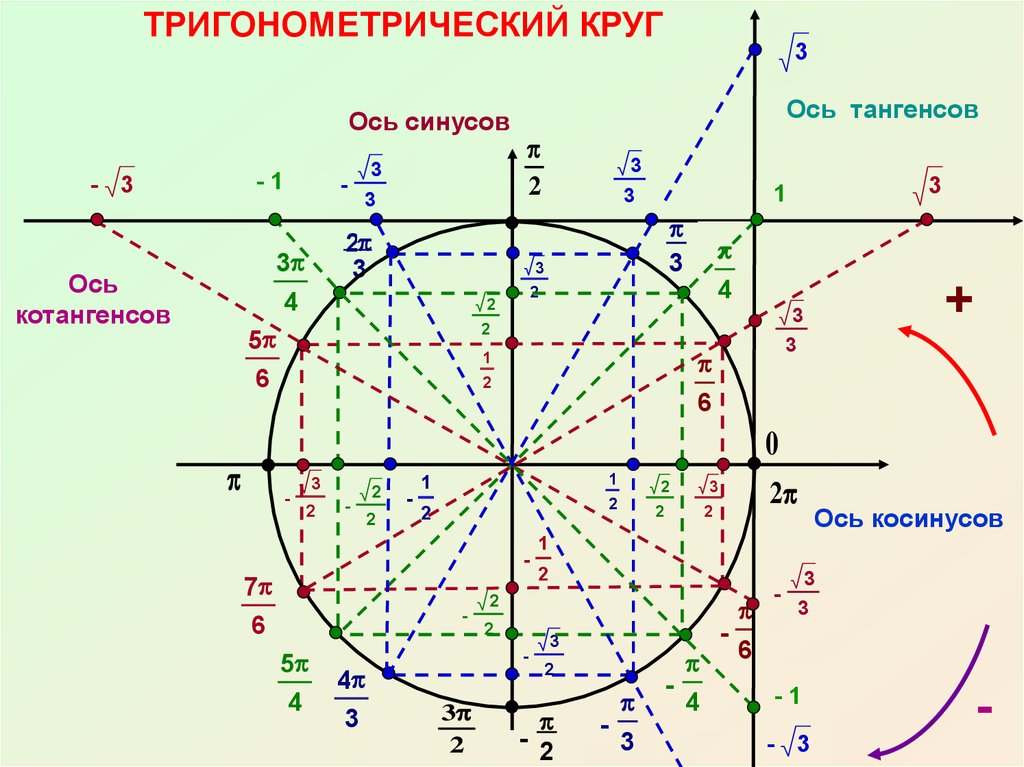 ТРИГОНОМЕТРИЧЕСКИЙ КРУГ
√3
Ось тангенсов
Ось синусов
π/2
- √3
- 1
- √3/3
√3/3
1
√3
2π/3
π/3
3π/4
π/4
Ось
котангенсов
√3/2
√2/2
√3/3
+
5π/6
1/2
π/6
0
π
- √3/2
- √2/2
- 1/2
1/2
√2/2
√3/2
2π
Ось косинусов
- 1/2
7π/6
- √2/2
- √3/3
- π/6
- √3/2
5π/4
4π/3
- π/4
- 1
-
3π/2
- π/2
- π/3
- √3